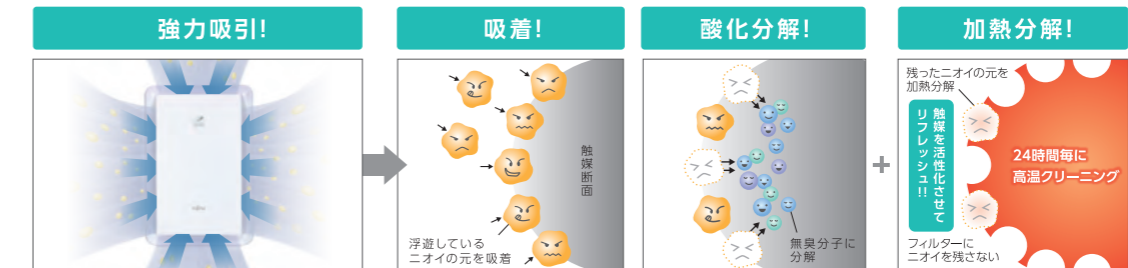 強力吸引!
吸着!
触媒断面
浮遊している
ニオイの元を吸着
酸化分解!
無臭分子に
分解
+
加熱分解!
残ったニオイの元を
加熱分解
触媒を活性化させて
リフレッシュ!!
24時間毎に
高温クリーニング
フィルターに
ニオイを残さない